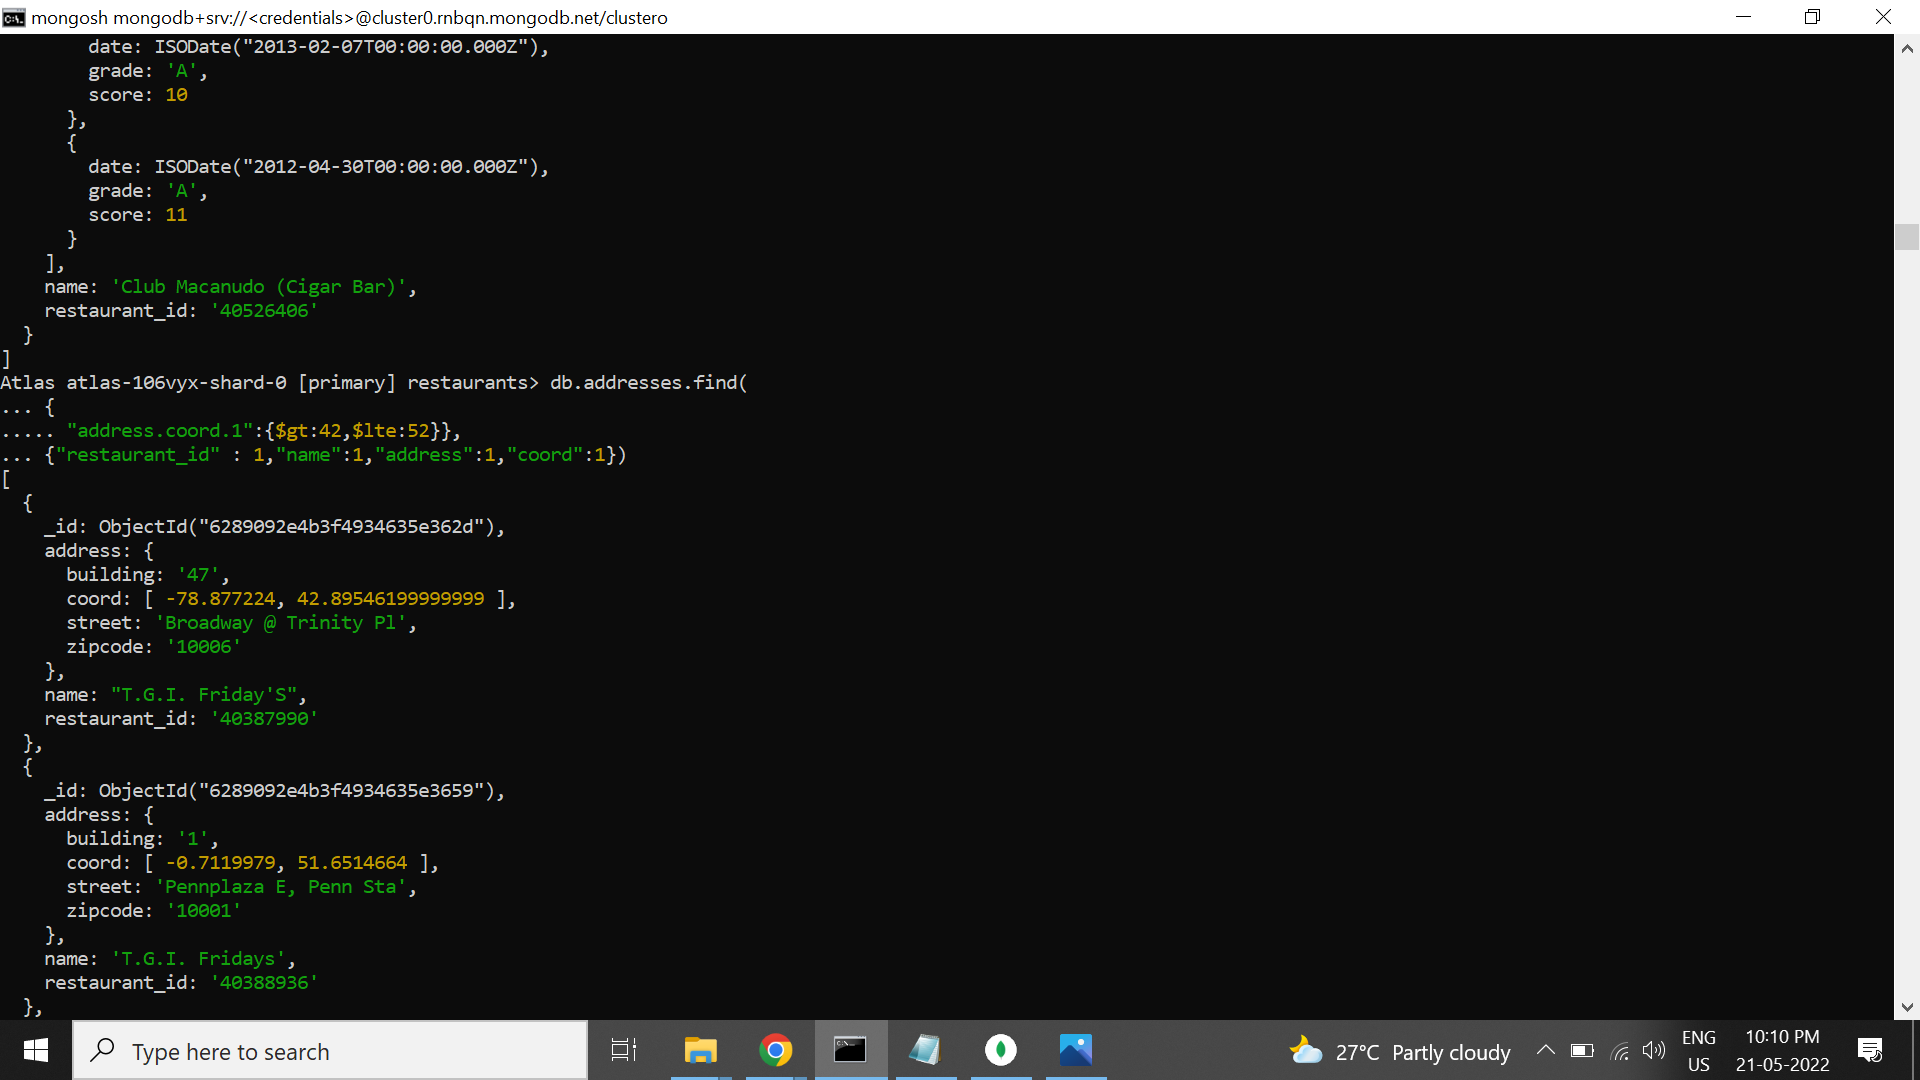 mongosh mongodb+srv://<credentials>@cluster0.rnbqn.mongodb.net/clustero
        date: ISODate("2013-02-07T00:00:00.000Z"),
        grade: 'A',
        score: 10
      },
      {
        date: ISODate("2012-04-30T00:00:00.000Z"),
        grade: 'A',
        score: 11
      }
    ],
    name: 'Club Macanudo (Cigar Bar)',
    restaurant_id: '40526406'
  }
]
Atlas atlas-106vyx-shard-0 [primary] restaurants> db.addresses.find(
... {
..... "address.coord.1":{$gt:42,$lte:52}},
... {"restaurant_id" : 1,"name":1,"address":1,"coord":1})
[
  {
    _id: ObjectId("6289092e4b3f4934635e362d"),
    address: {
      building: '47',
      coord: [ -78.877224, 42.89546199999999 ],
      street: 'Broadway @ Trinity Pl',
      zipcode: '10006'
    },
    name: "T.G.I. Friday'S",
    restaurant_id: '40387990'
  },
  {
    _id: ObjectId("6289092e4b3f4934635e3659"),
    address: {
      building: '1',
      coord: [ -0.7119979, 51.6514664 ],
      street: 'Pennplaza E, Penn Sta',
      zipcode: '10001'
    },
    name: 'T.G.I. Fridays',
    restaurant_id: '40388936'
  },
Type here to search
27°C Partly cloudy
ENG
US
10:10 PM
21-05-2022